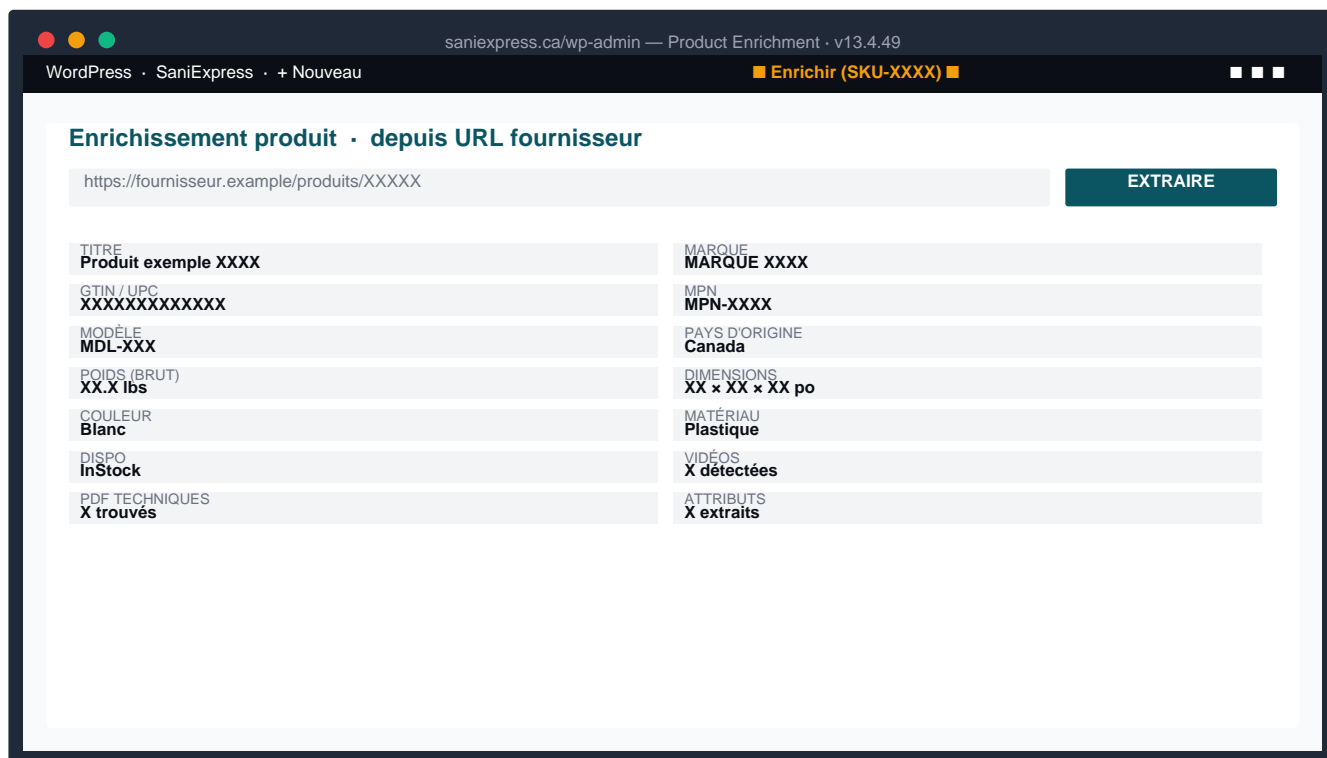 saniexpress.ca/wp-admin — Product Enrichment · v13.4.49
WordPress · SaniExpress · + Nouveau
■ Enrichir (SKU-XXXX) ■
■ ■ ■
Enrichissement produit · depuis URL fournisseur
https://fournisseur.example/produits/XXXXX
EXTRAIRE
TITRE
Produit exemple XXXX
MARQUE
MARQUE XXXX
GTIN / UPC
XXXXXXXXXXXXX
MPN
MPN-XXXX
MODÈLE
MDL-XXX
PAYS D'ORIGINE
Canada
POIDS (BRUT)
XX.X lbs
DIMENSIONS
XX × XX × XX po
COULEUR
Blanc
MATÉRIAU
Plastique
DISPO
InStock
VIDÉOS
X détectées
PDF TECHNIQUES
X trouvés
ATTRIBUTS
X extraits